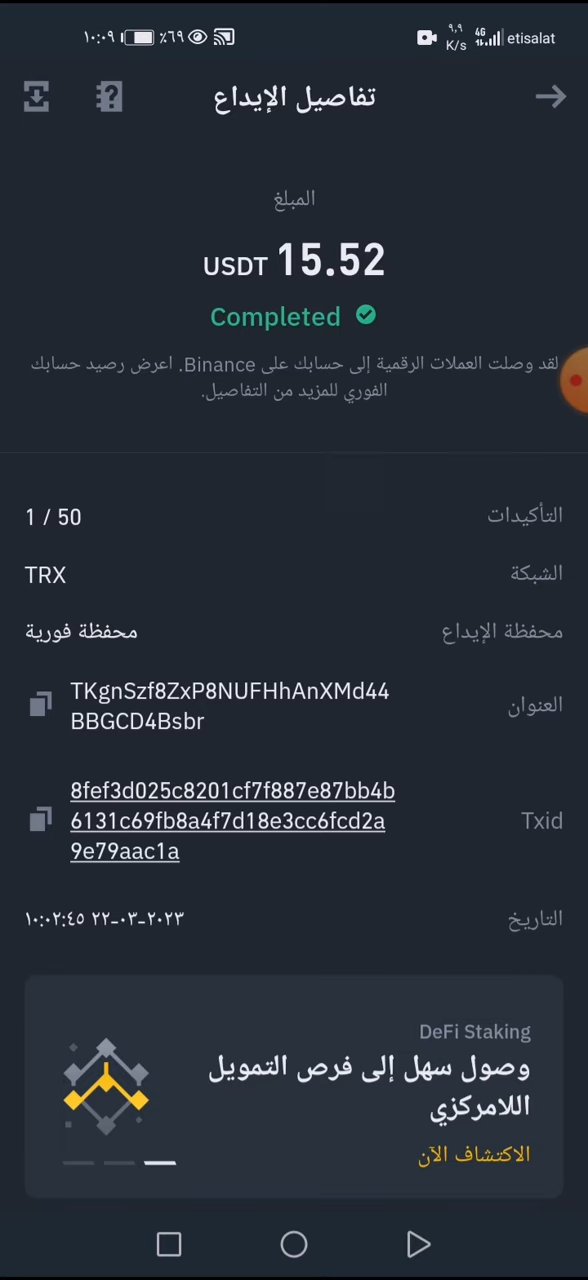 ١٠:٠٩ ٪٦٩ ٩,٩ K/s 4G etisalat
تفاصيل الإيداع
المبلغ
USDT 15.52
Completed
لقد وصلت العملات الرقمية إلى حسابك على Binance. اعرض رصيد حسابك
الفوري للمزيد من التفاصيل.
التأكيدات 1 / 50
الشبكة TRX
محفظة الإيداع محفظة فورية
العنوان TKgnSzf8ZxP8NUFHhAnXMd44
BBGCD4Bsbr
8fef3d025c8201cf7f887e87bb4b
Txid 6131c69fb8a4f7d18e3cc6fcd2a
9e79aac1a
التاريخ ٢٠٢٣-٠٣-٢٢ ١٠:٠٢:٤٥
DeFi Staking
وصول سهل إلى فرص التمويل
اللامركزي
الاكتشاف الآن